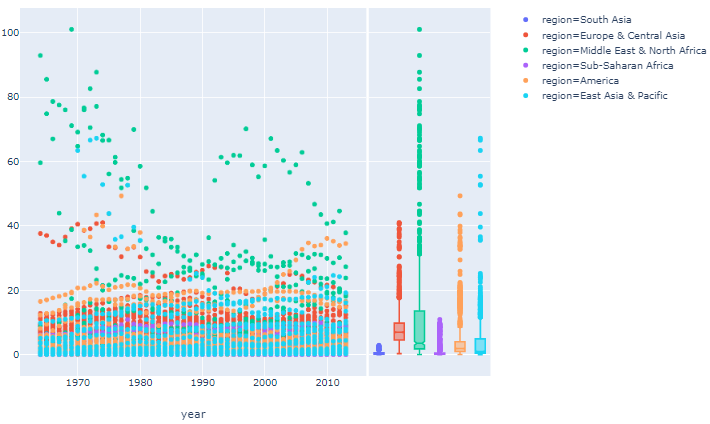 100
80
60
40
20
0
1970
1980
1990
2000
2010
year
region=South Asia
region=Europe & Central Asia
region=Middle East & North Africa
region=Sub-Saharan Africa
region=America
region=East Asia & Pacific